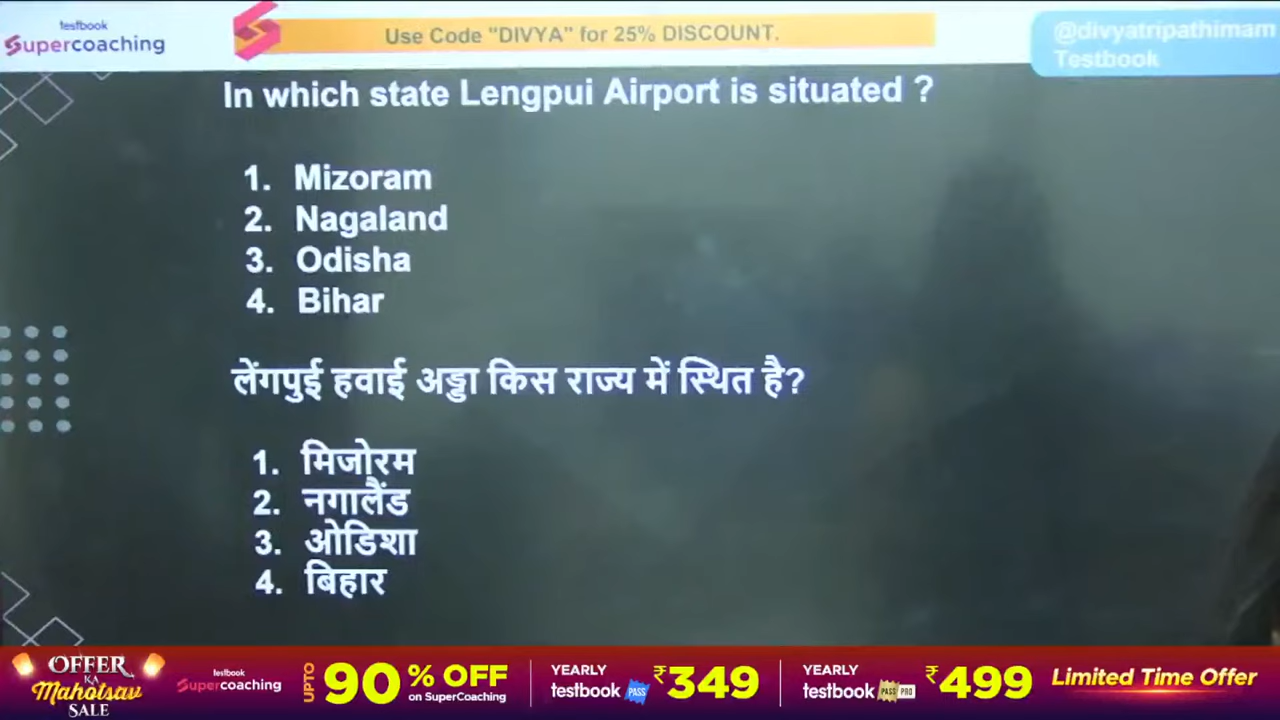 testbook
Supercoaching
Use Code "DIVYA" for 25% DISCOUNT.
@divyatripathimam
Testbook
In which state Lengpui Airport is situated ?
1. Mizoram
2. Nagaland
3. Odisha
4. Bihar
लेंगपुई हवाई अड्डा किस राज्य में स्थित है?
1. मिजोरम
2. नगालैंड
3. ओडिशा
4. बिहार
OFFER
KA
Mahotsav
SALE
testbook
Supercoaching
UPTO 90% OFF
on SuperCoaching
YEARLY
testbook PASS
₹349
YEARLY
testbook PASS PRO
₹499
Limited Time Offer